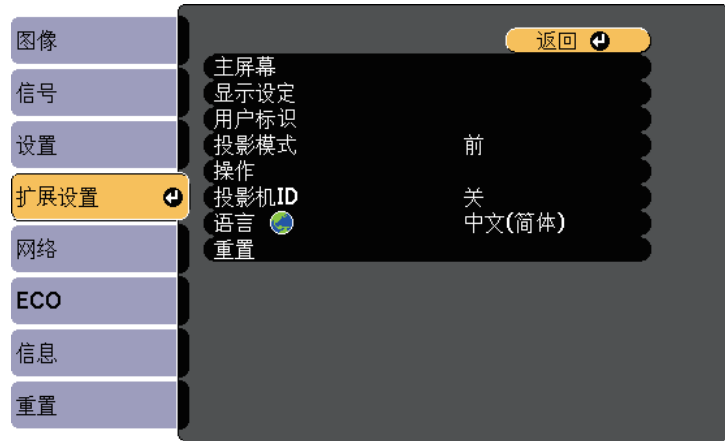 图像
信号
设置
扩展设置
网络
ECO
信息
重置
返回
主屏幕
显示设定
用户标识
投影模式 前
操作
投影机ID 关
语言 中文(简体)
重置